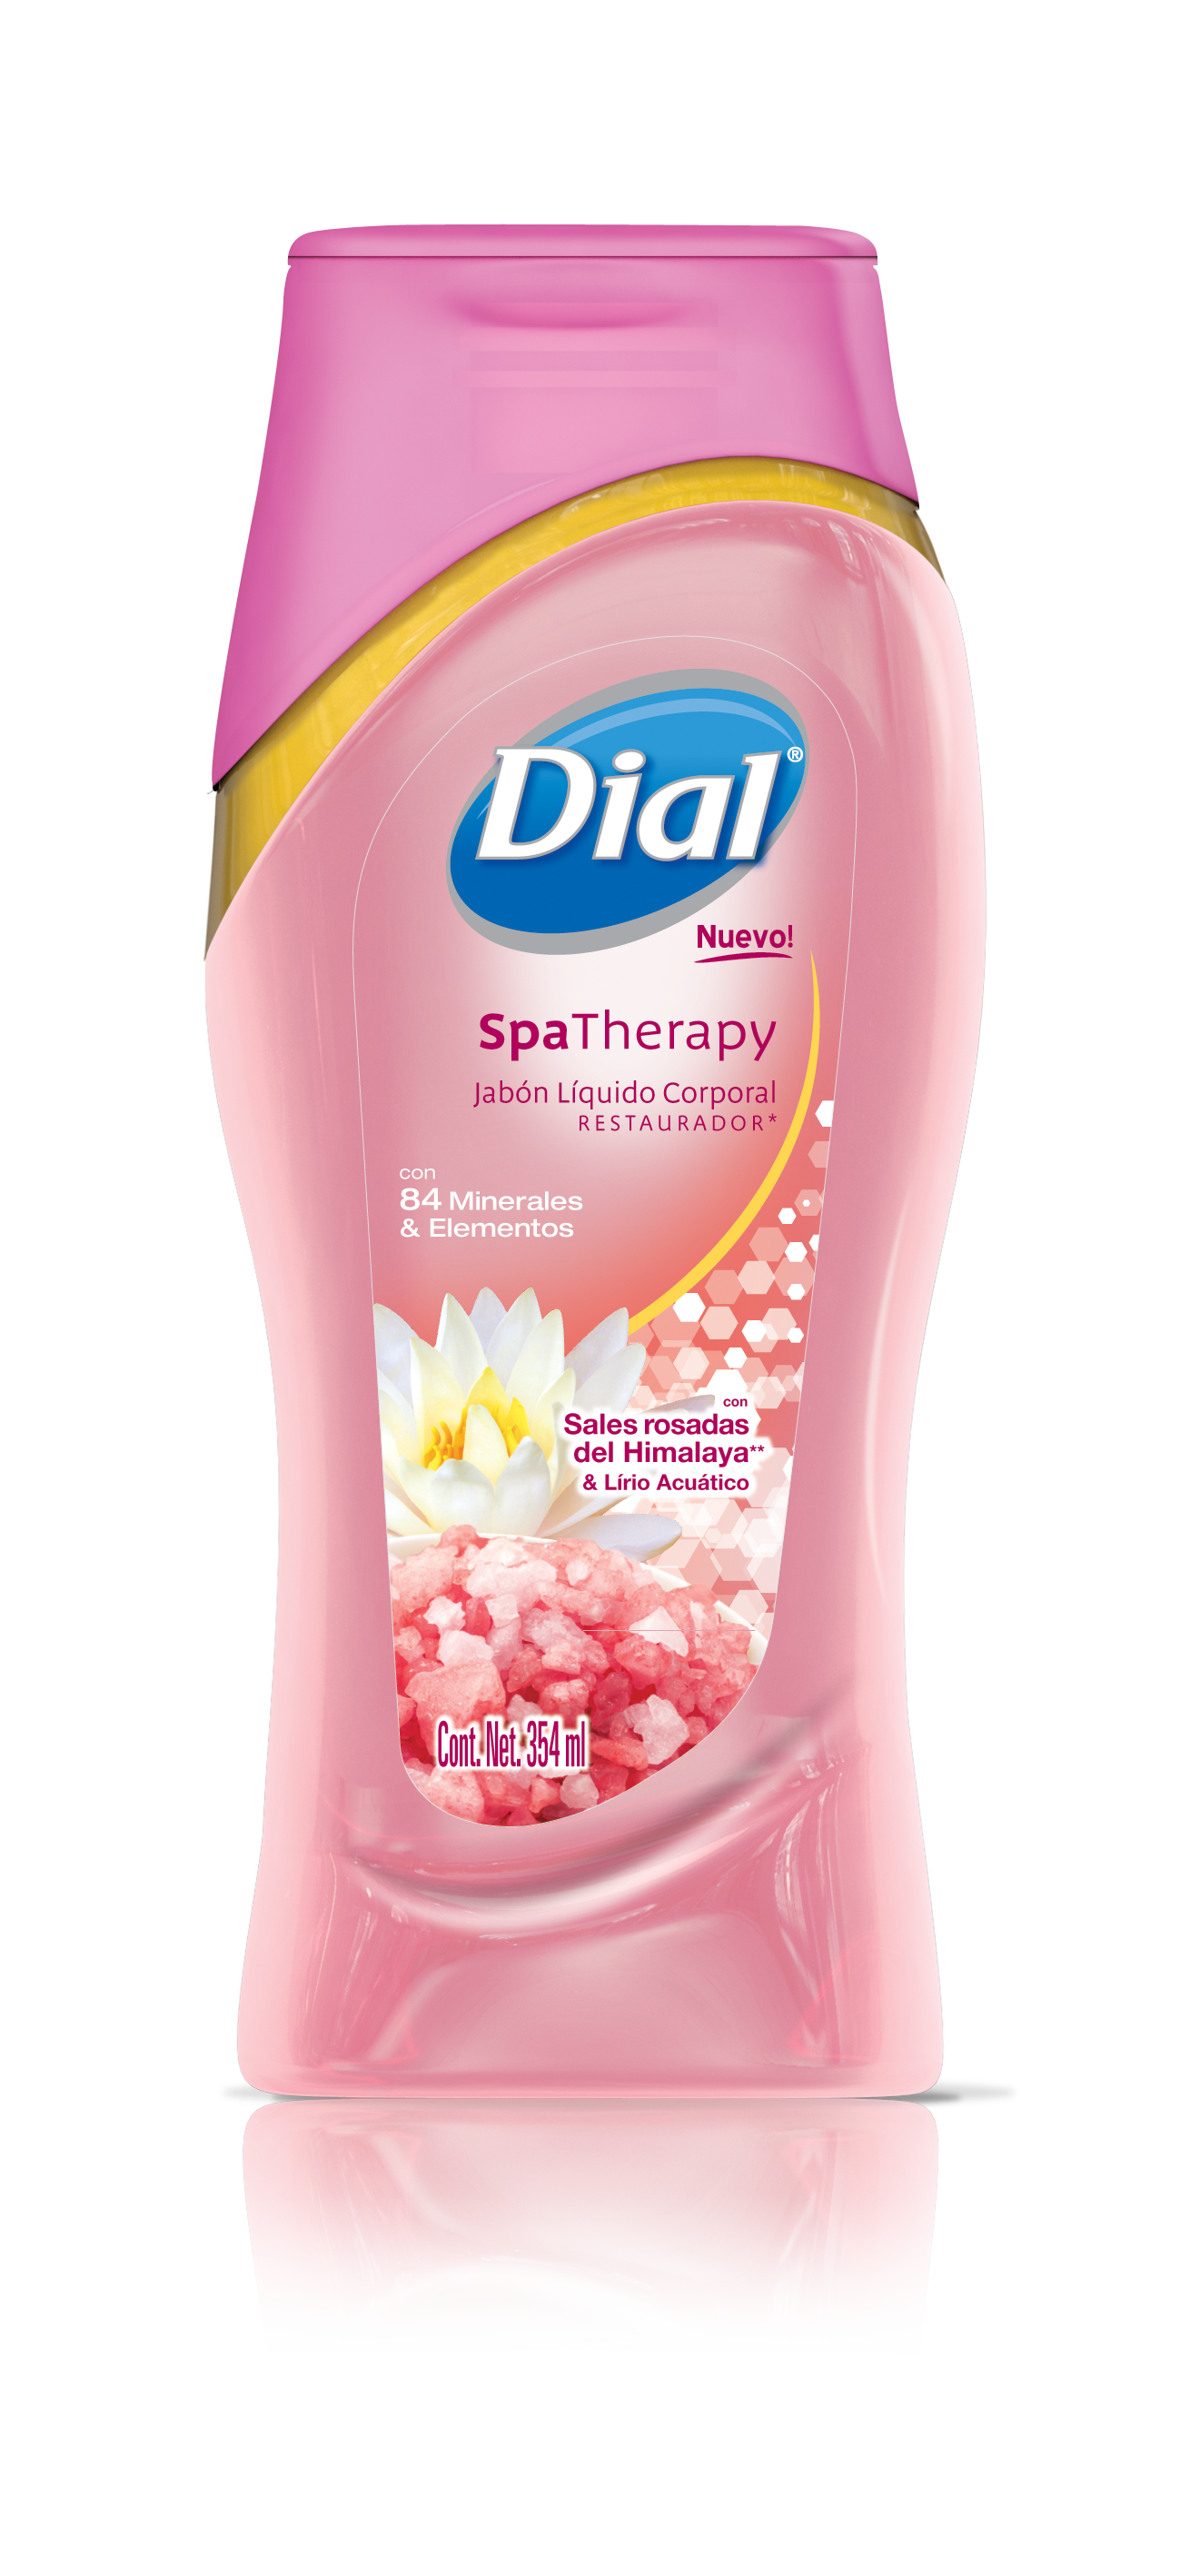 Dial®
Nuevo!
SpaTherapy
Jabón Líquido Corporal
RESTAURADOR*
con
84 Minerales
& Elementos
con
Sales rosadas
del Himalaya**
& Lírio Acuático
Cont. Net. 354 ml